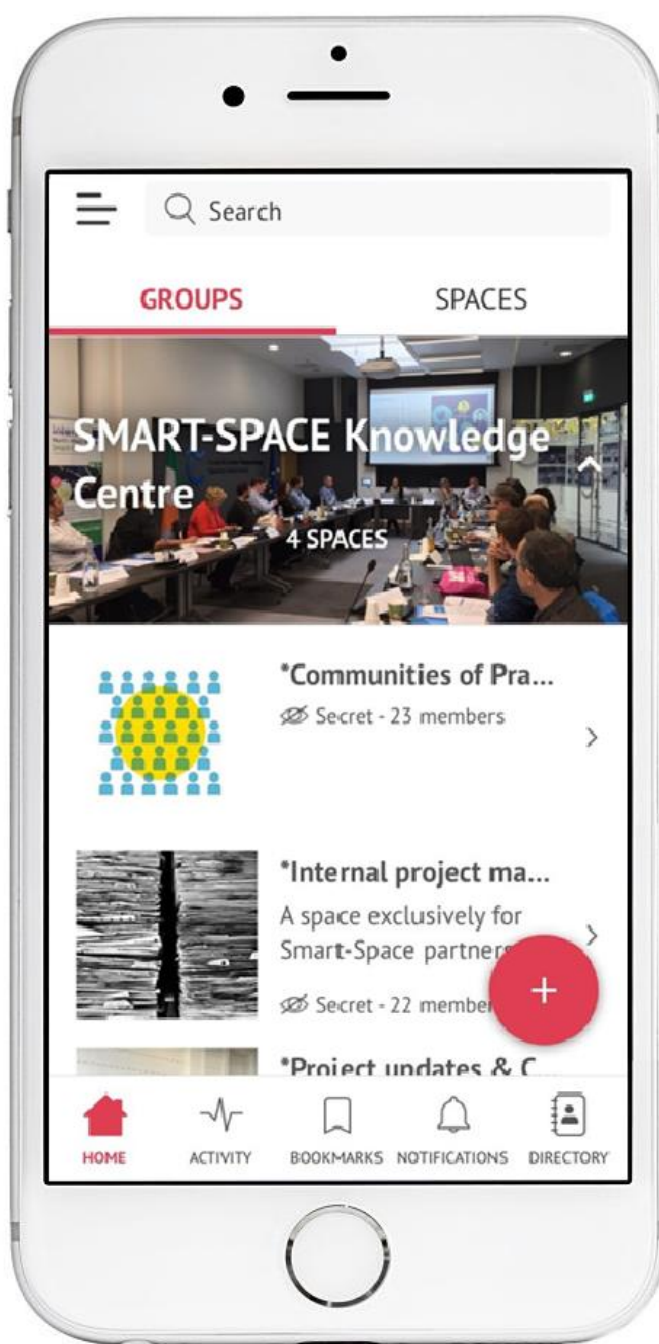 Search
GROUPS
SPACES
SMART-SPACE Knowledge
Centre
4 SPACES
*Communities of Pra...
Secret - 23 members
*Internal project ma...
A space exclusively for
Smart-Space partners
Secret - 22 member
*Project updates & C...
HOME
ACTIVITY
BOOKMARKS
NOTIFICATIONS
DIRECTORY